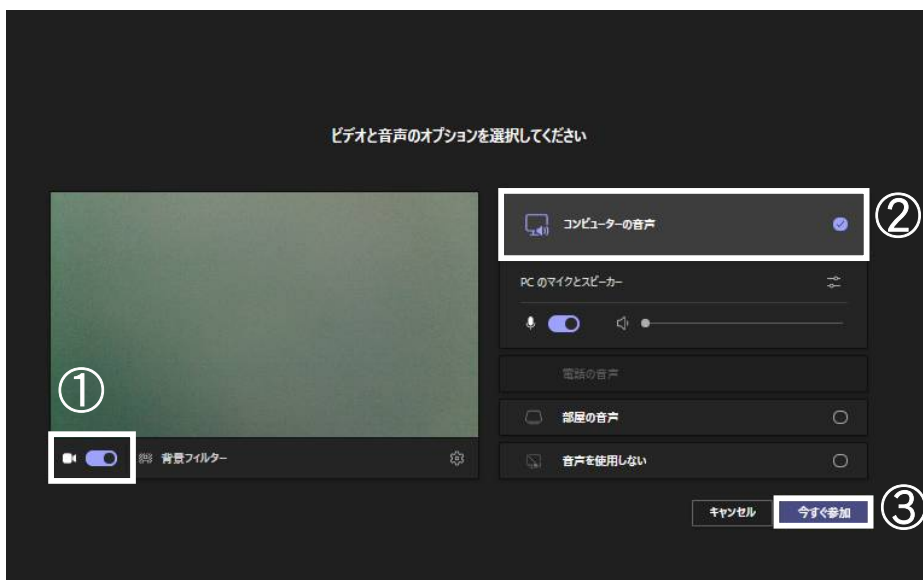 ビデオと音声のオプションを選択してください
②
コンピューターの音声
PC のマイクとスピーカー
①
電話の音声
部屋の音声
背景フィルター
音声を使用しない
キャンセル
今すぐ参加
③